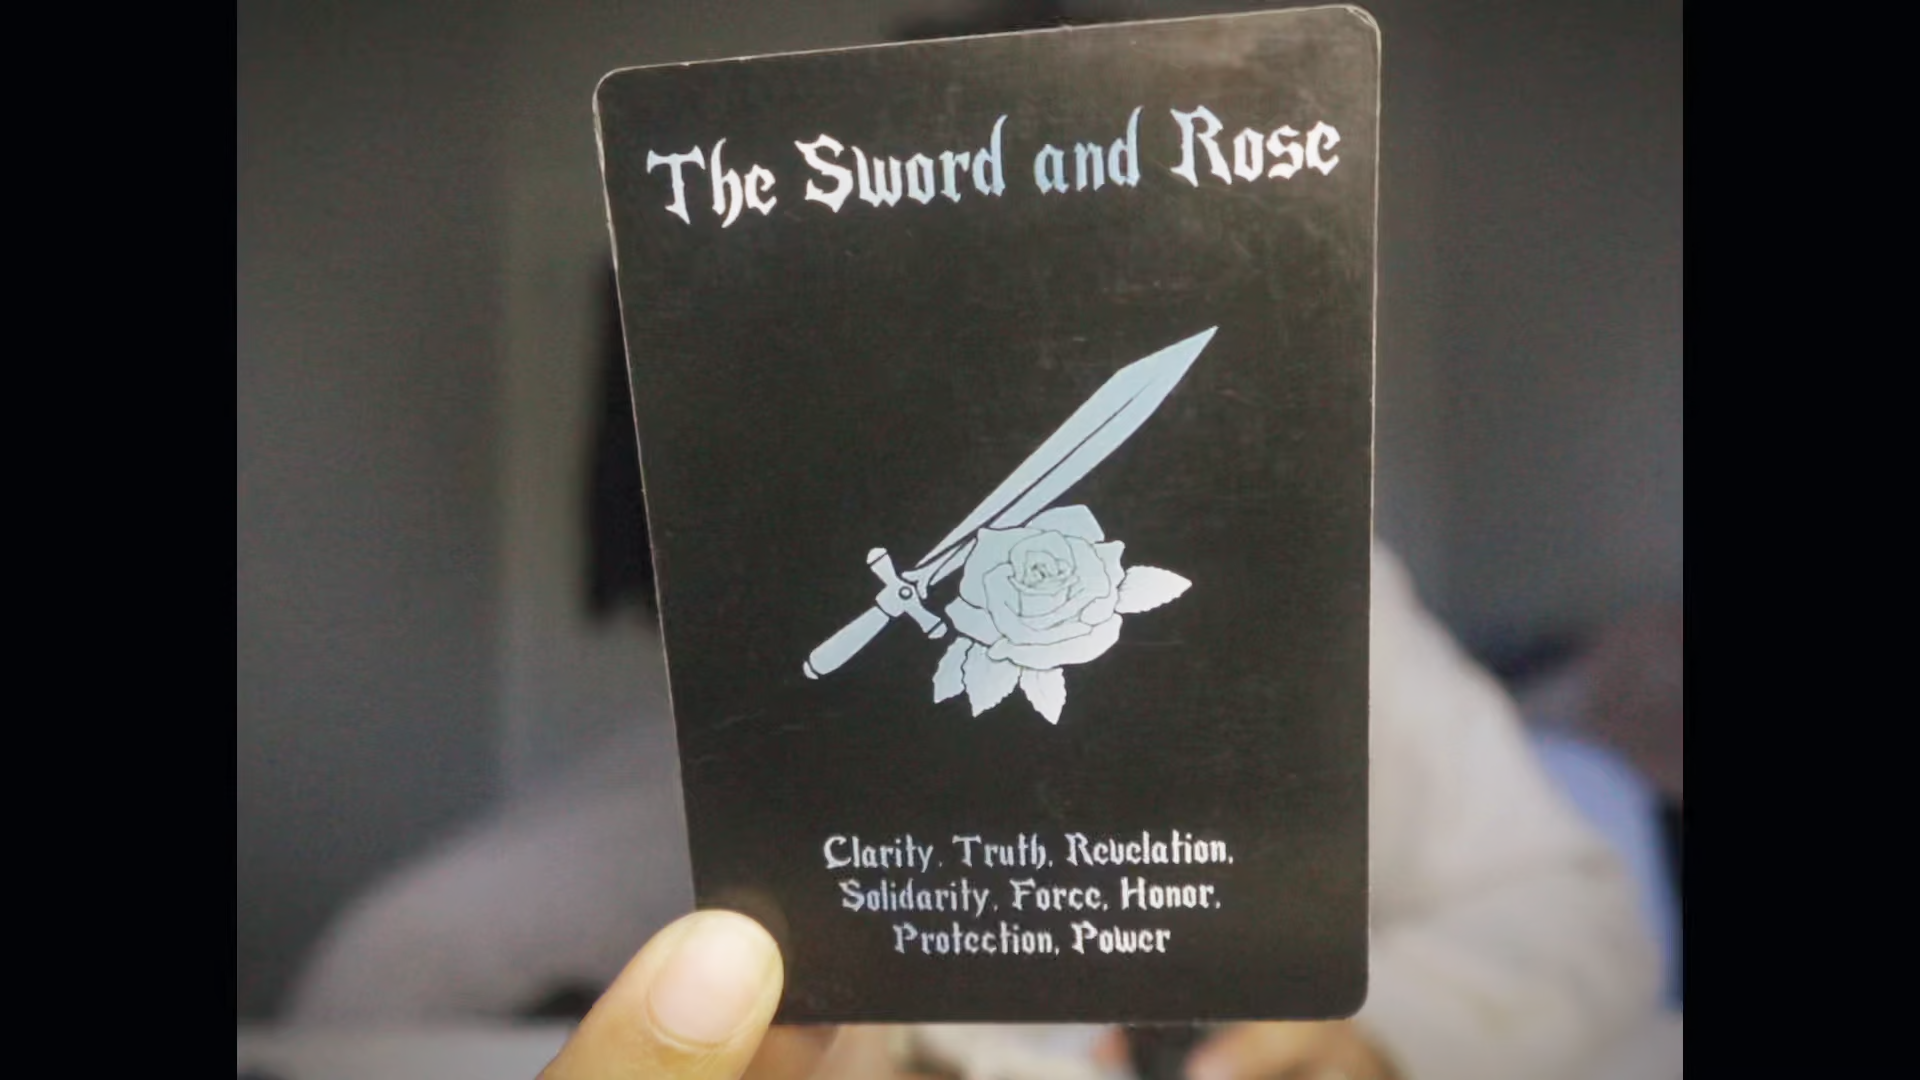 The Sword and Rose
Clarity, Truth, Revelation,
Solidarity, Force, Honor,
Protection, Power